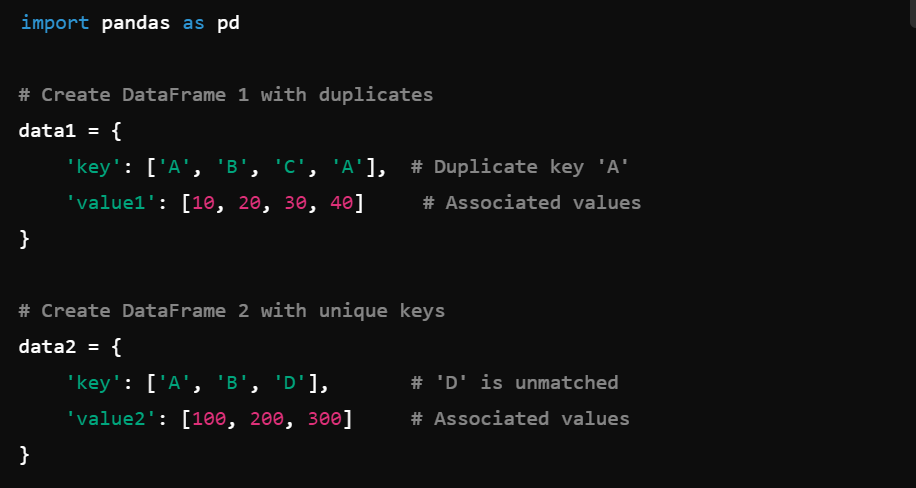 import pandas as pd
# Create DataFrame 1 with duplicates
data1 = {
    'key': ['A', 'B', 'C', 'A'],  # Duplicate key 'A'
    'value1': [10, 20, 30, 40]     # Associated values
}
# Create DataFrame 2 with unique keys
data2 = {
    'key': ['A', 'B', 'D'],       # 'D' is unmatched
    'value2': [100, 200, 300]     # Associated values
}